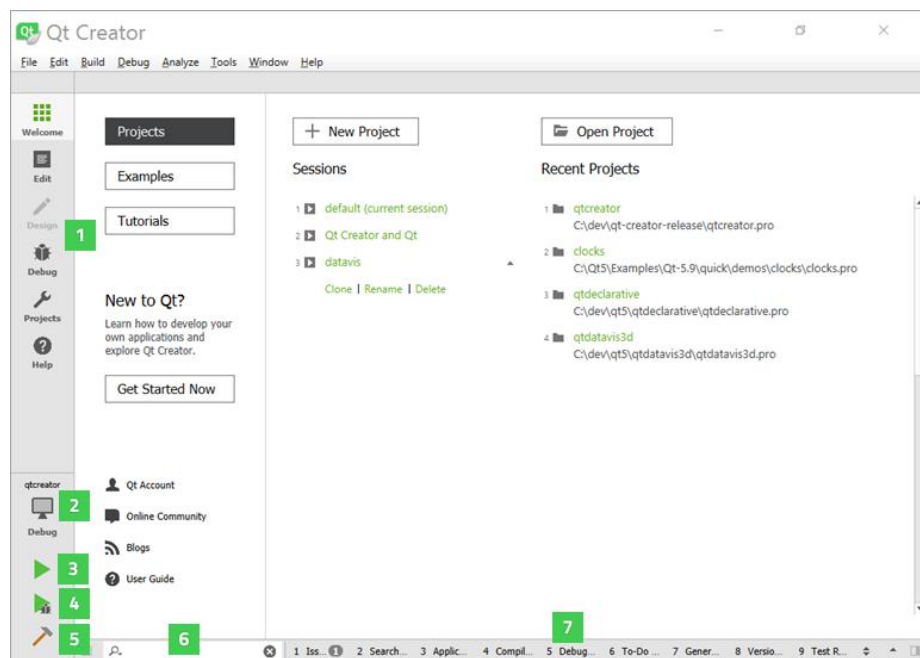 Qt Creator
File Edit Build Debug Analyze Tools Window Help
Welcome
Edit
Design
1
Debug
Projects
Help
qtcreator
2
Debug
3
4
5
Projects
Examples
Tutorials
New to Qt?
Learn how to develop your
own applications and
explore Qt Creator.
Get Started Now
Qt Account
Online Community
Blogs
User Guide
+ New Project
Sessions
1 default (current session)
2 Qt Creator and Qt
3 datavis
Clone | Rename | Delete
Open Project
Recent Projects
1 qtcreator
C:\dev\qt-creator-release\qtcreator.pro
2 clocks
C:\Qt5\Examples\Qt-5.9\quick\demos\clocks\clocks.pro
3 qtdeclarative
C:\dev\qt5\qtdeclarative\qtdeclarative.pro
4 qtdatavis3d
C:\dev\qt5\qtdatavis3d\qtdatavis3d.pro
6
7
1 Iss... 1 2 Search... 3 Applic... 4 Compil... 5 Debug... 6 To-Do ... 7 Gener... 8 Versio... 9 Test R...